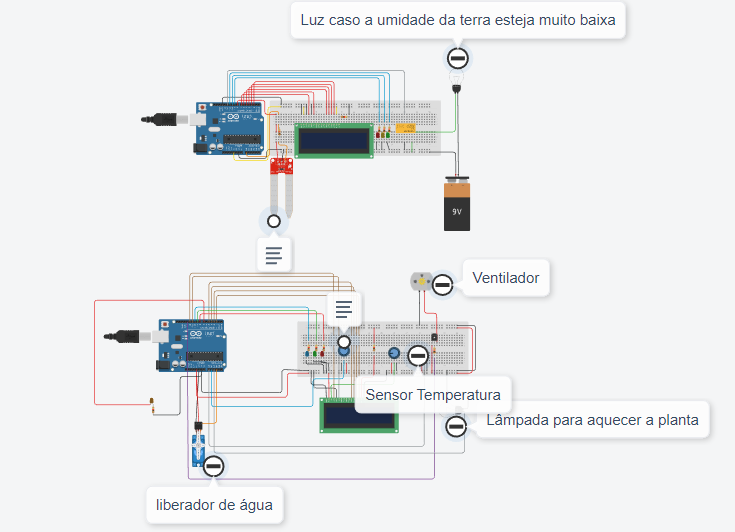 Luz caso a umidade da terra esteja muito baixa
9V
Ventilador
Sensor Temperatura
Lâmpada para aquecer a planta
liberador de água